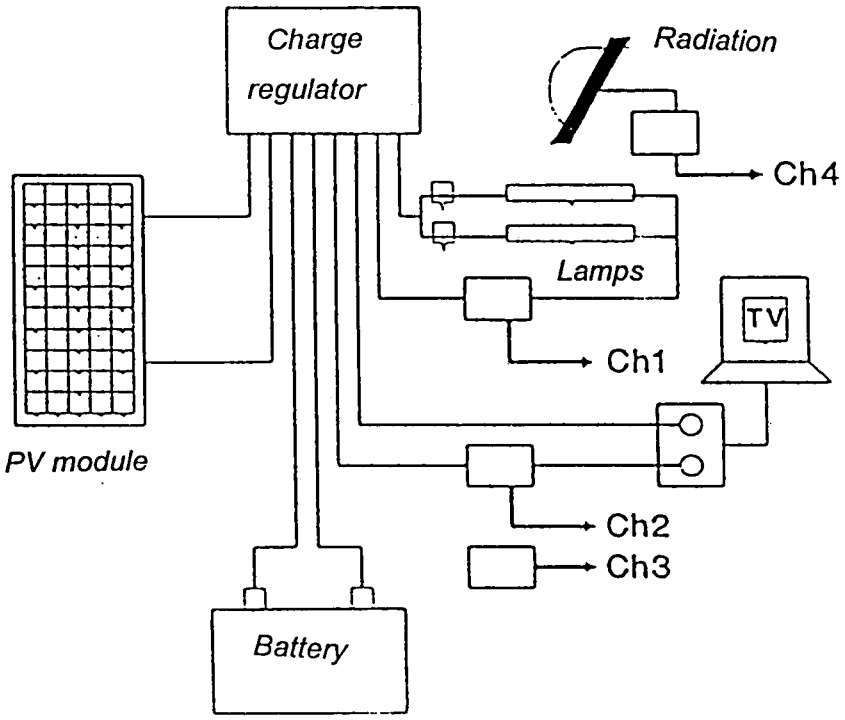 Charge
regulator
Radiation
Ch4
Lamps
TV
Ch1
PV module
Ch2
Ch3
Battery